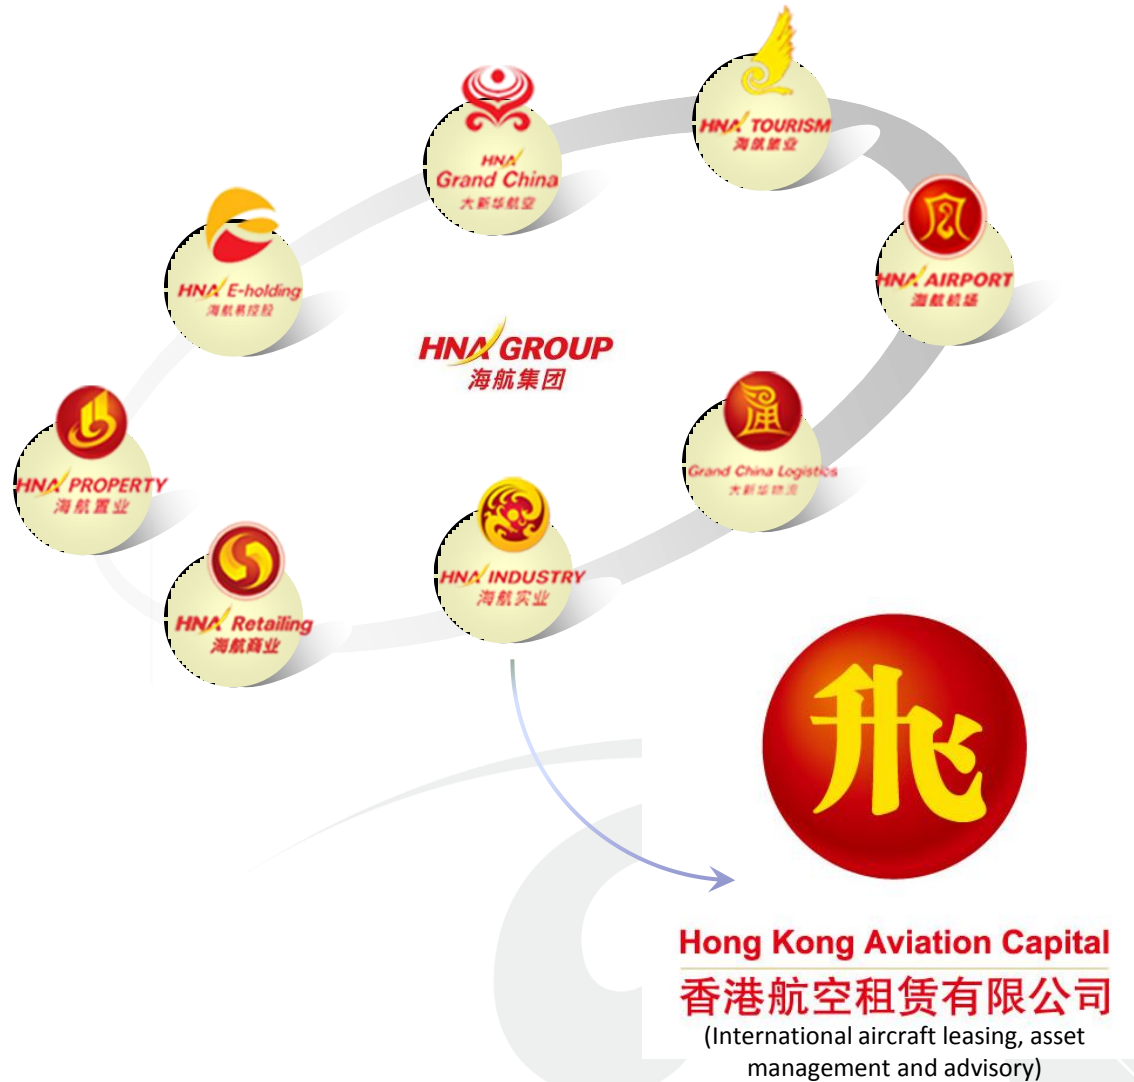 HNA TOURISM
海航旅业
HNA
Grand China
大新华航空
HNA AIRPORT
海航机场
HNA E-holding
海航易控股
HNA GROUP
海航集团
Grand China Logistics
大新华物流
HNA PROPERTY
海航置业
HNA INDUSTRY
海航实业
HNA Retailing
海航商业
飛
Hong Kong Aviation Capital
香港航空租赁有限公司
(International aircraft leasing, asset
management and advisory)